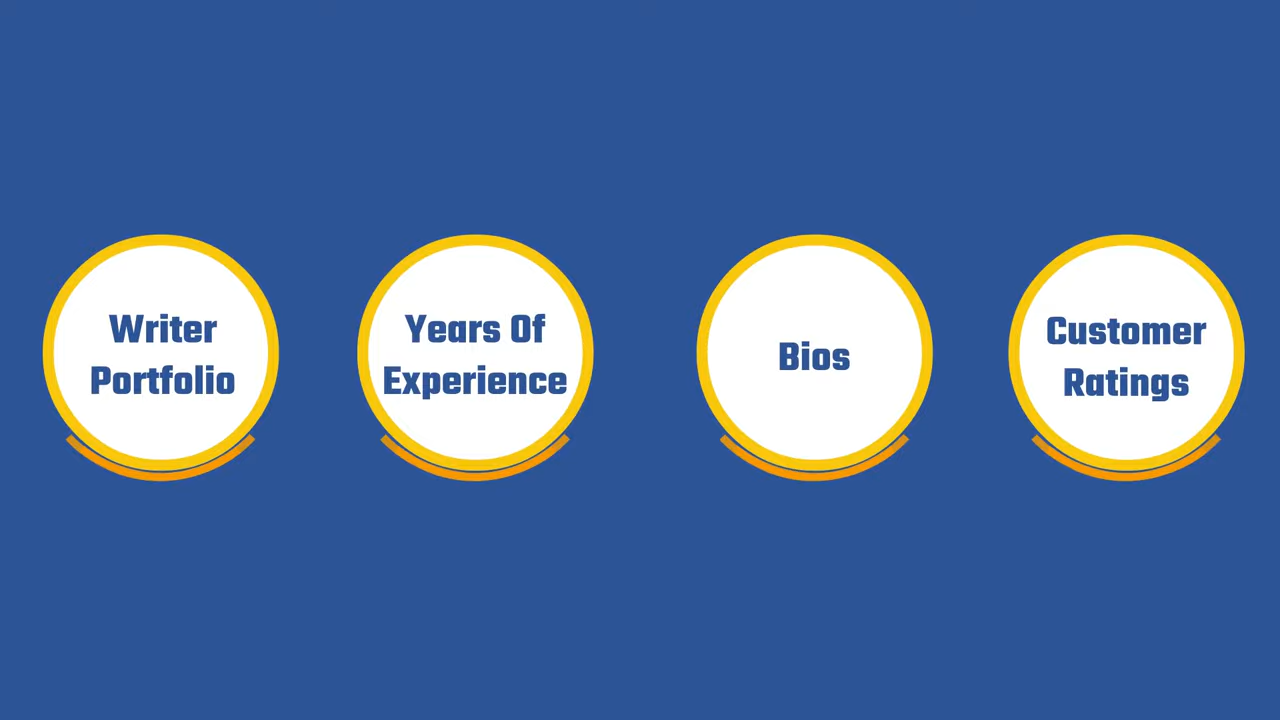 Writer
Portfolio
Years Of
Experience
Bios
Customer
Ratings